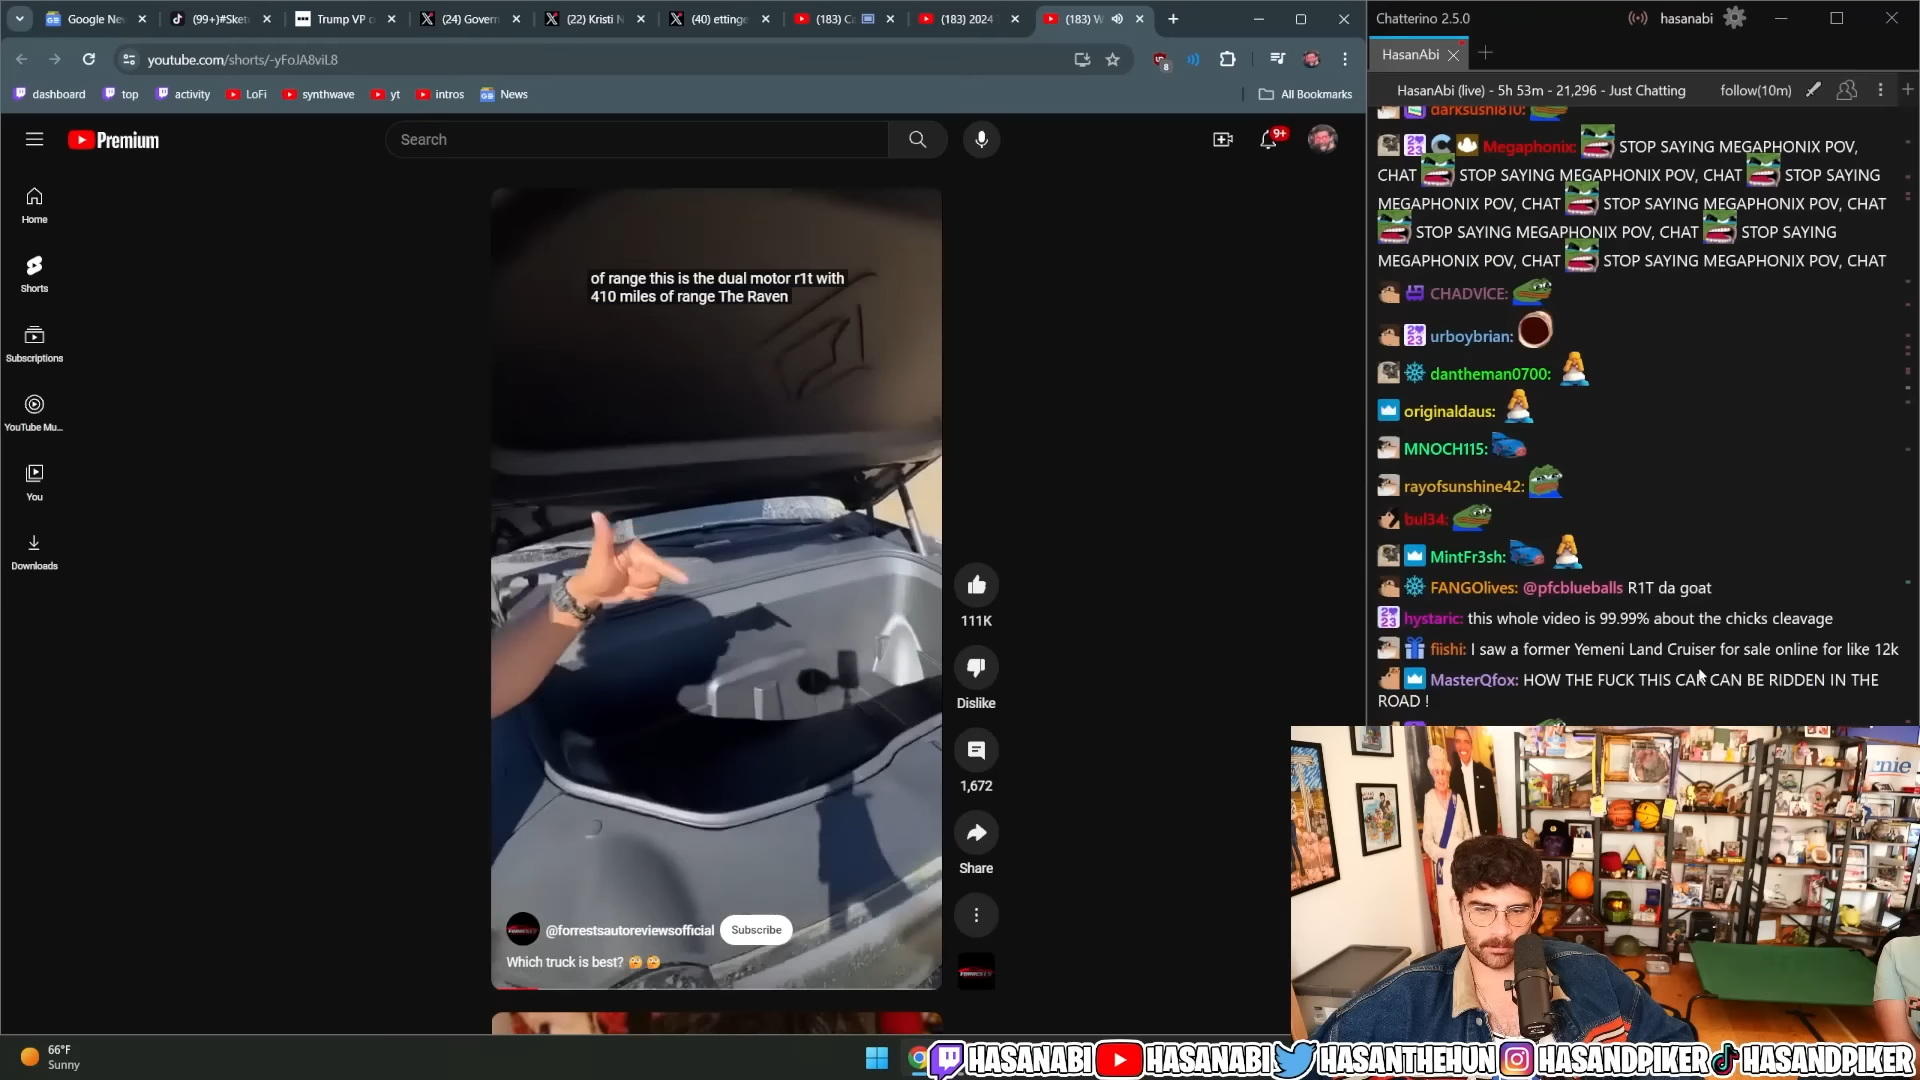 Google Nev
(99+)#Sket
Trump VP o
(24) Govern
(22) Kristi N
(40) ettinge
(183) C
(183) 2024
(183) W
youtube.com/shorts/-yFoJA8viL8
8
dashboard
top
activity
LoFi
synthwave
yt
intros
News
All Bookmarks
Premium
Search
9+
Home
Shorts
Subscriptions
YouTube Mu...
You
Downloads
of range this is the dual motor r1t with
410 miles of range The Raven
111K
Dislike
1,672
Share
@forrestsautoreviewsofficial
Subscribe
Which truck is best?
66°F
Sunny
Chatterino 2.5.0
hasanabi
HasanAbi
HasanAbi (live) - 5h 53m - 21,296 - Just Chatting
follow(10m)
darksushi810:
Megaphonix: STOP SAYING MEGAPHONIX POV,
CHAT STOP SAYING MEGAPHONIX POV, CHAT STOP SAYING
MEGAPHONIX POV, CHAT STOP SAYING MEGAPHONIX POV, CHAT
STOP SAYING MEGAPHONIX POV, CHAT STOP SAYING
MEGAPHONIX POV, CHAT STOP SAYING MEGAPHONIX POV, CHAT
CHADVlCE:
urboybrian:
dantheman0700:
originaldaus:
MNOCH115:
rayofsunshine42:
bul34:
MintFr3sh:
FANGOlives: @pfcblueballs R1T da goat
hystaric: this whole video is 99.99% about the chicks cleavage
fiishi: I saw a former Yemeni Land Cruiser for sale online for like 12k
MasterQfox: HOW THE FUCK THIS CAR CAN BE RIDDEN IN THE
ROAD !
rnie
HASANABI
HASANABI
HASANTHEHUN
HASANDPIKER
HASANDPIKER